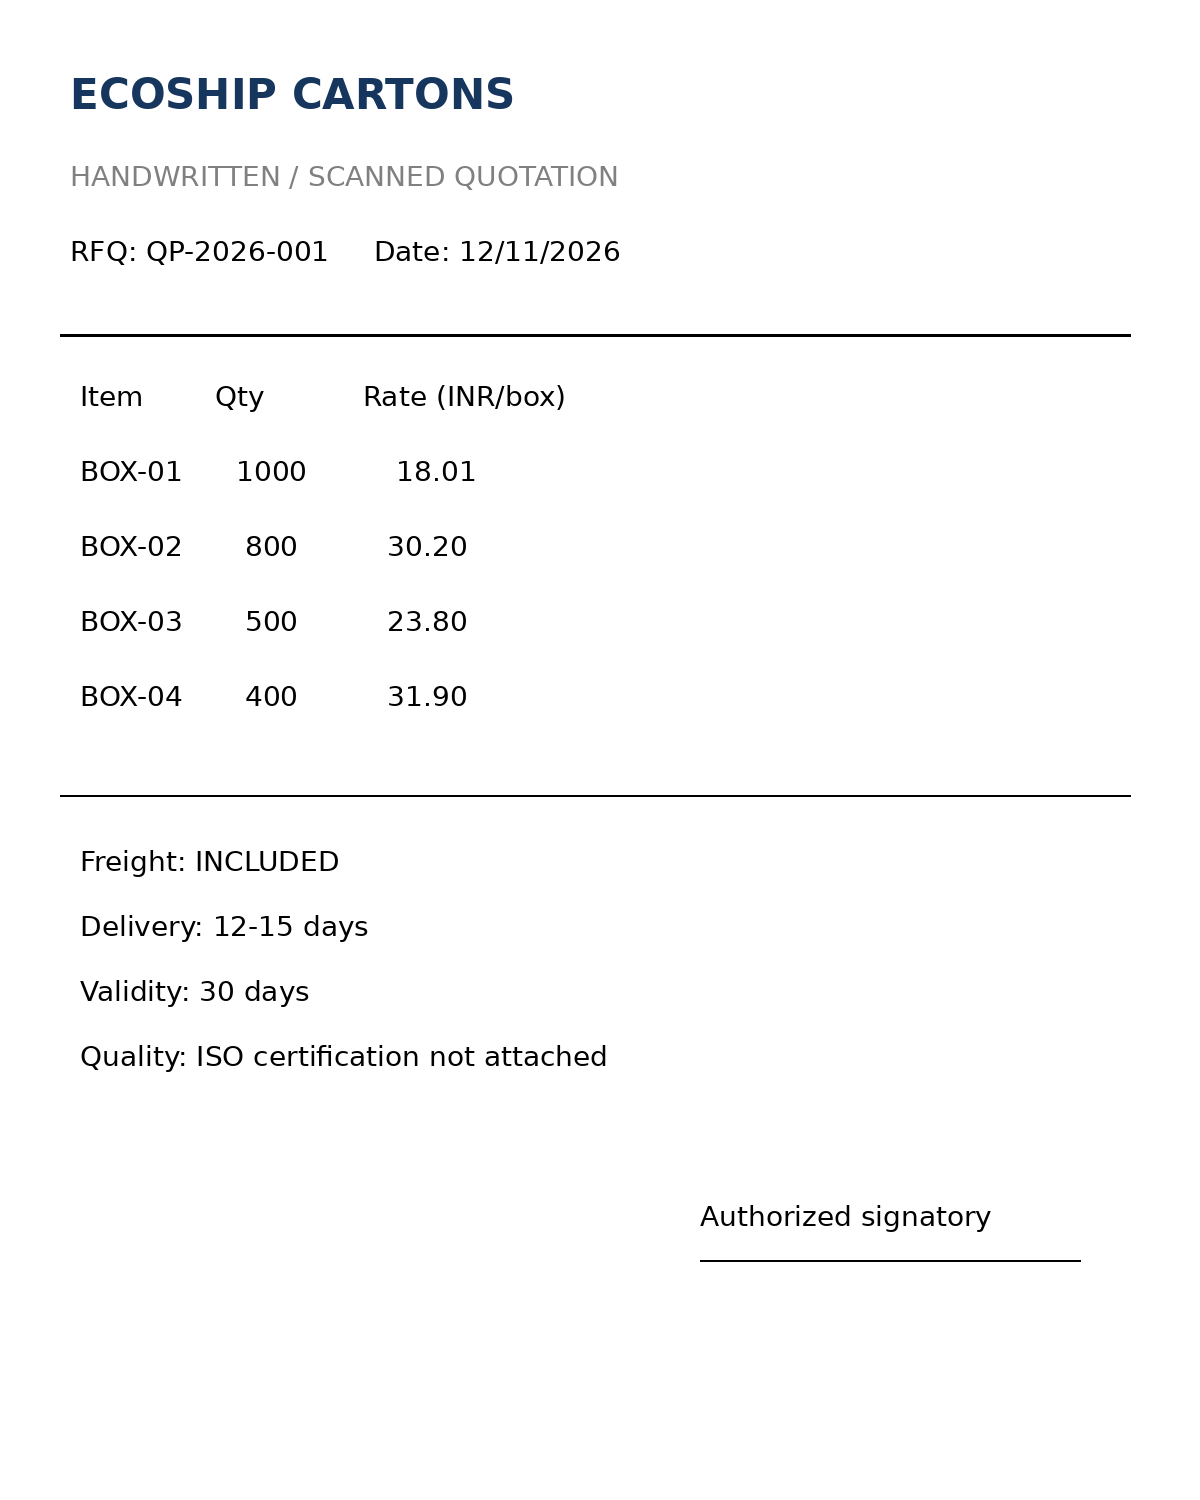 ECOSHIP CARTONS
HANDWRITTEN / SCANNED QUOTATION
RFQ: QP-2026-001 Date: 12/11/2026
Item Qty Rate (INR/box)
BOX-01 1000 18.01
BOX-02 800 30.20
BOX-03 500 23.80
BOX-04 400 31.90
Freight: INCLUDED
Delivery: 12-15 days
Validity: 30 days
Quality: ISO certification not attached
Authorized signatory